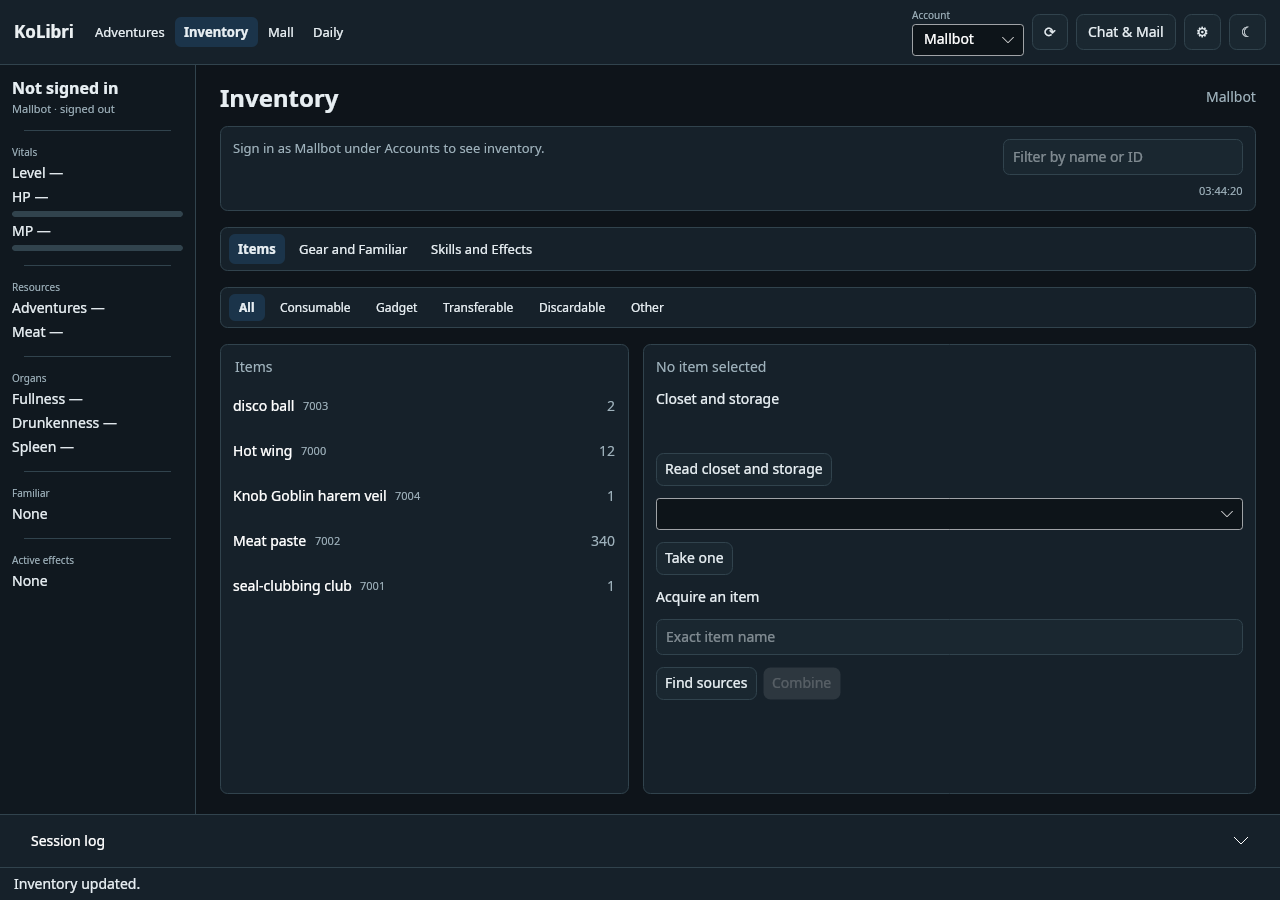 KoLibri
Adventures
Inventory
Mall
Daily
Account
Mallbot
⟳
Chat & Mail
⚙
☾
Not signed in
Mallbot · signed out
Vitals
Level —
HP —
MP —
Resources
Adventures —
Meat —
Organs
Fullness —
Drunkenness —
Spleen —
Familiar
None
Active effects
None
Inventory
Mallbot
Sign in as Mallbot under Accounts to see inventory.
Filter by name or ID
03:44:20
Items
Gear and Familiar
Skills and Effects
All
Consumable
Gadget
Transferable
Discardable
Other
Items
disco ball 7003 2
Hot wing 7000 12
Knob Goblin harem veil 7004 1
Meat paste 7002 340
seal-clubbing club 7001 1
No item selected
Closet and storage
Read closet and storage
Take one
Acquire an item
Exact item name
Find sources
Combine
Session log
Inventory updated.